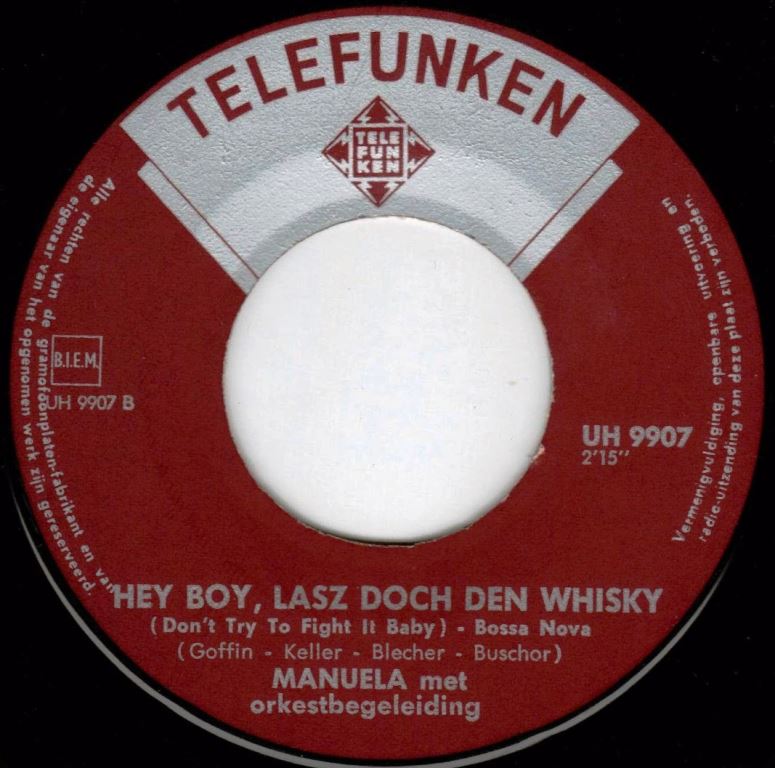 TELEFUNKEN
TELE
FUN
KEN
Alle rechten van de gramofoonplaten-fabrikant en van
de eigenaar van het opgenomen werk zijn gereserveerd.
Vermenigvuldiging, openbare uitvoering en
radio-uitzending van deze plaat zijn verboden.
B.I.E.M.
UH 9907 B
UH 9907
2'15''
HEY BOY, LASZ DOCH DEN WHISKY
(Don't Try To Fight It Baby) - Bossa Nova
(Goffin - Keller - Blecher - Buschor)
MANUELA met
orkestbegeleiding